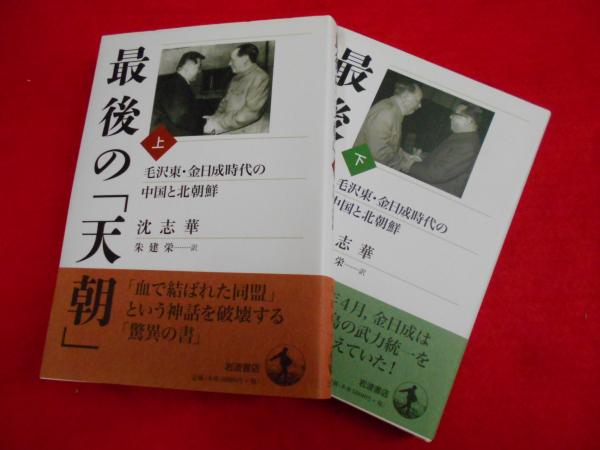 最後の「天朝」
上
毛沢東・金日成時代の
中国と北朝鮮
沈志華
朱建栄──訳
「血で結ばれた同盟」
という神話を破壊する
「驚異の書」
岩波書店
最後
下
毛沢東・金日成時代の
中国と北朝鮮
志華
栄──訳
年4月,金日成は
島の武力統一を
えていた!
岩波書店